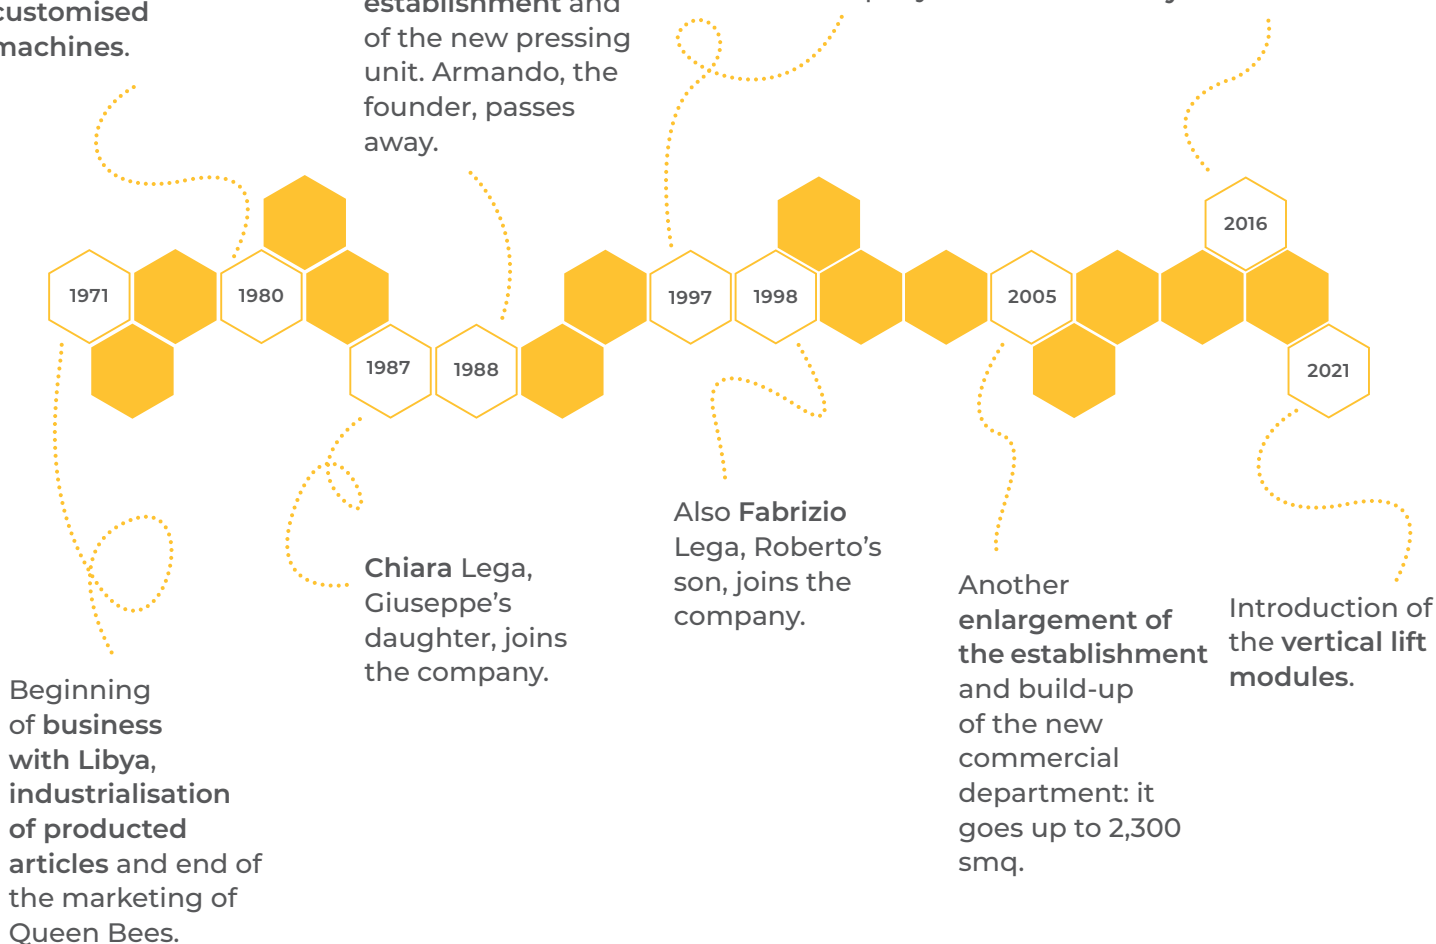 customised
machines.
establishment and
of the new pressing
unit. Armando, the
founder, passes
away.
1971
1980
1987
1988
1997
1998
2005
2016
2021
Beginning
of business
with Libya,
industrialisation
of producted
articles and end of
the marketing of
Queen Bees.
Chiara Lega,
Giuseppe’s
daughter, joins
the company.
Also Fabrizio
Lega, Roberto’s
son, joins the
company.
Another
enlargement of
the establishment
and build-up
of the new
commercial
department: it
goes up to 2,300
smq.
Introduction of
the vertical lift
modules.